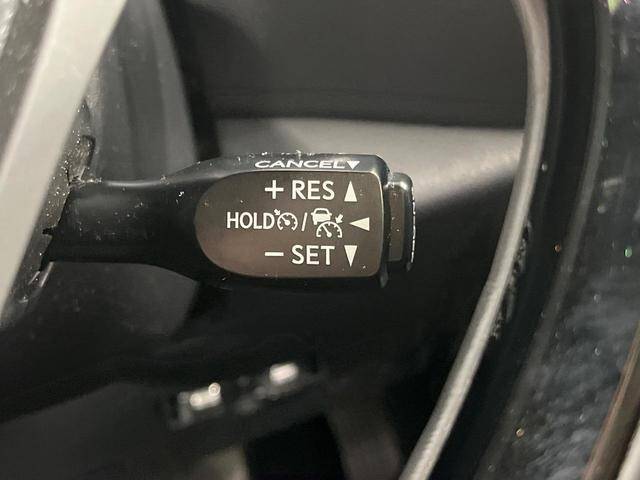 CANCEL▼
+ RES ▲
HOLD / ◀
− SET ▼